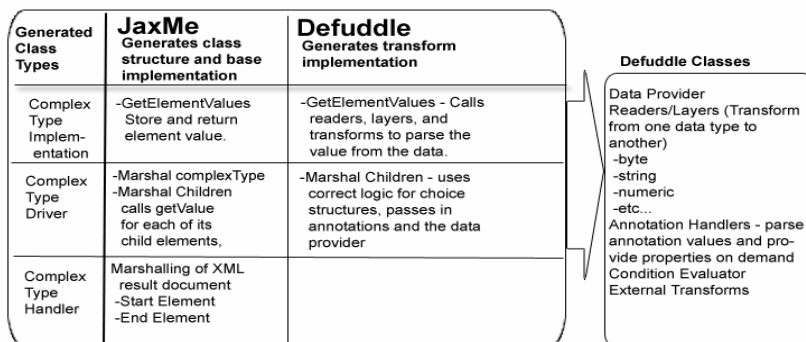 Generated
Class
Types
JaxMe
Generates class
structure and base
implementation
Defuddle
Generates transform
implementation
Complex
Type
Implem-
entation
-GetElementValues
Store and return
element value.
-GetElementValues - Calls
readers, layers, and
transforms to parse the
value from the data.
Complex
Type
Driver
-Marshal complexType
-Marshal Children
calls getValue
for each of its
child elements,
-Marshal Children - uses
correct logic for choice
structures, passes in
annotations and the data
provider
Complex
Type
Handler
Marshalling of XML
result document
-Start Element
-End Element
Defuddle Classes
Data Provider
Readers/Layers (Transform
from one data type to
another)
-byte
-string
-numeric
-etc...
Annotation Handlers - parse
annotation values and pro-
vide properties on demand
Condition Evaluator
External Transforms